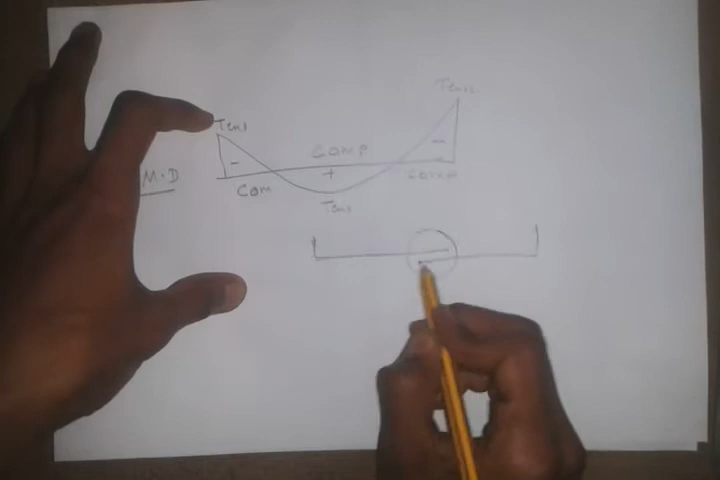 Tens
Tens
-
-
COMP
+
M.D
Com
Comp
Tens